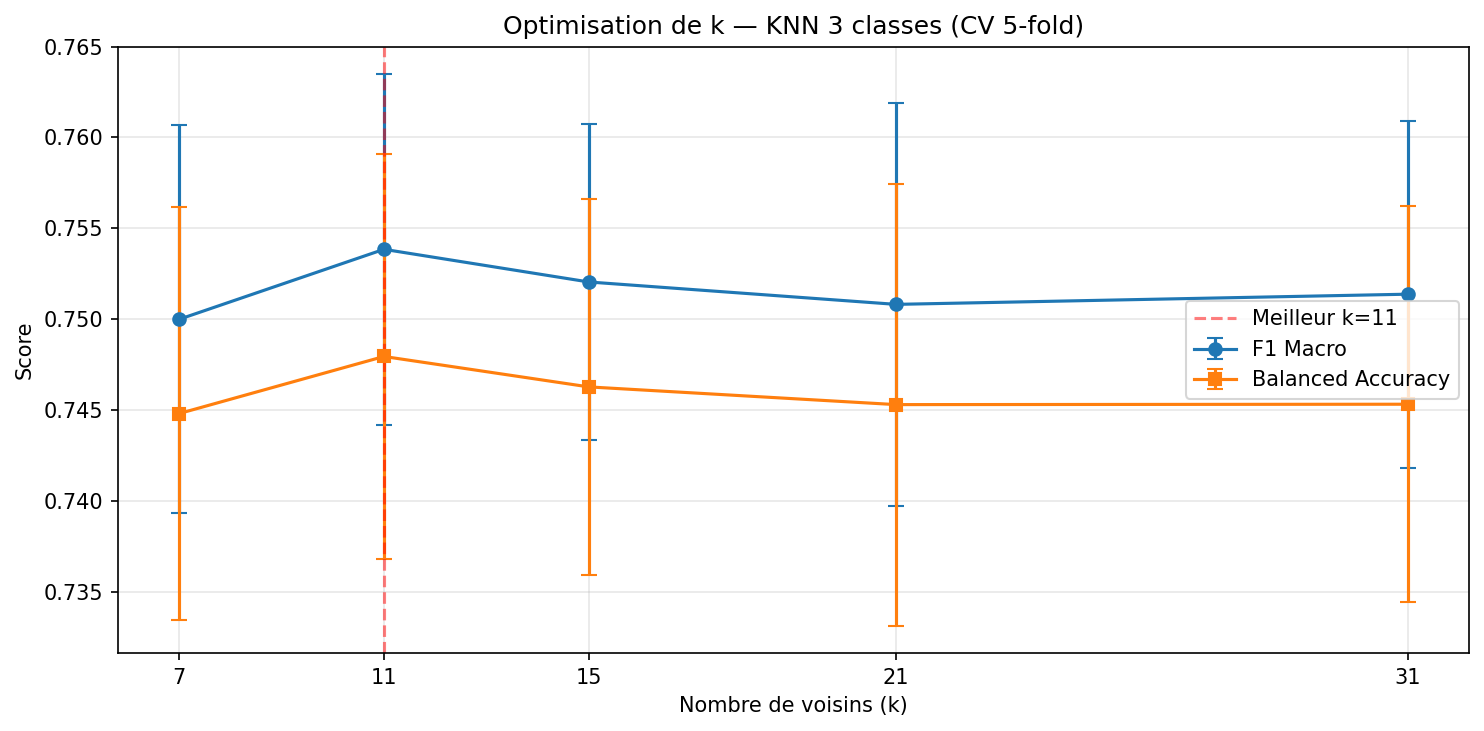 Optimisation de k — KNN 3 classes (CV 5-fold)
0.765
0.760
0.755
0.750
0.745
0.740
0.735
Score
Meilleur k=11
F1 Macro
Balanced Accuracy
7 11 15 21 31
Nombre de voisins (k)